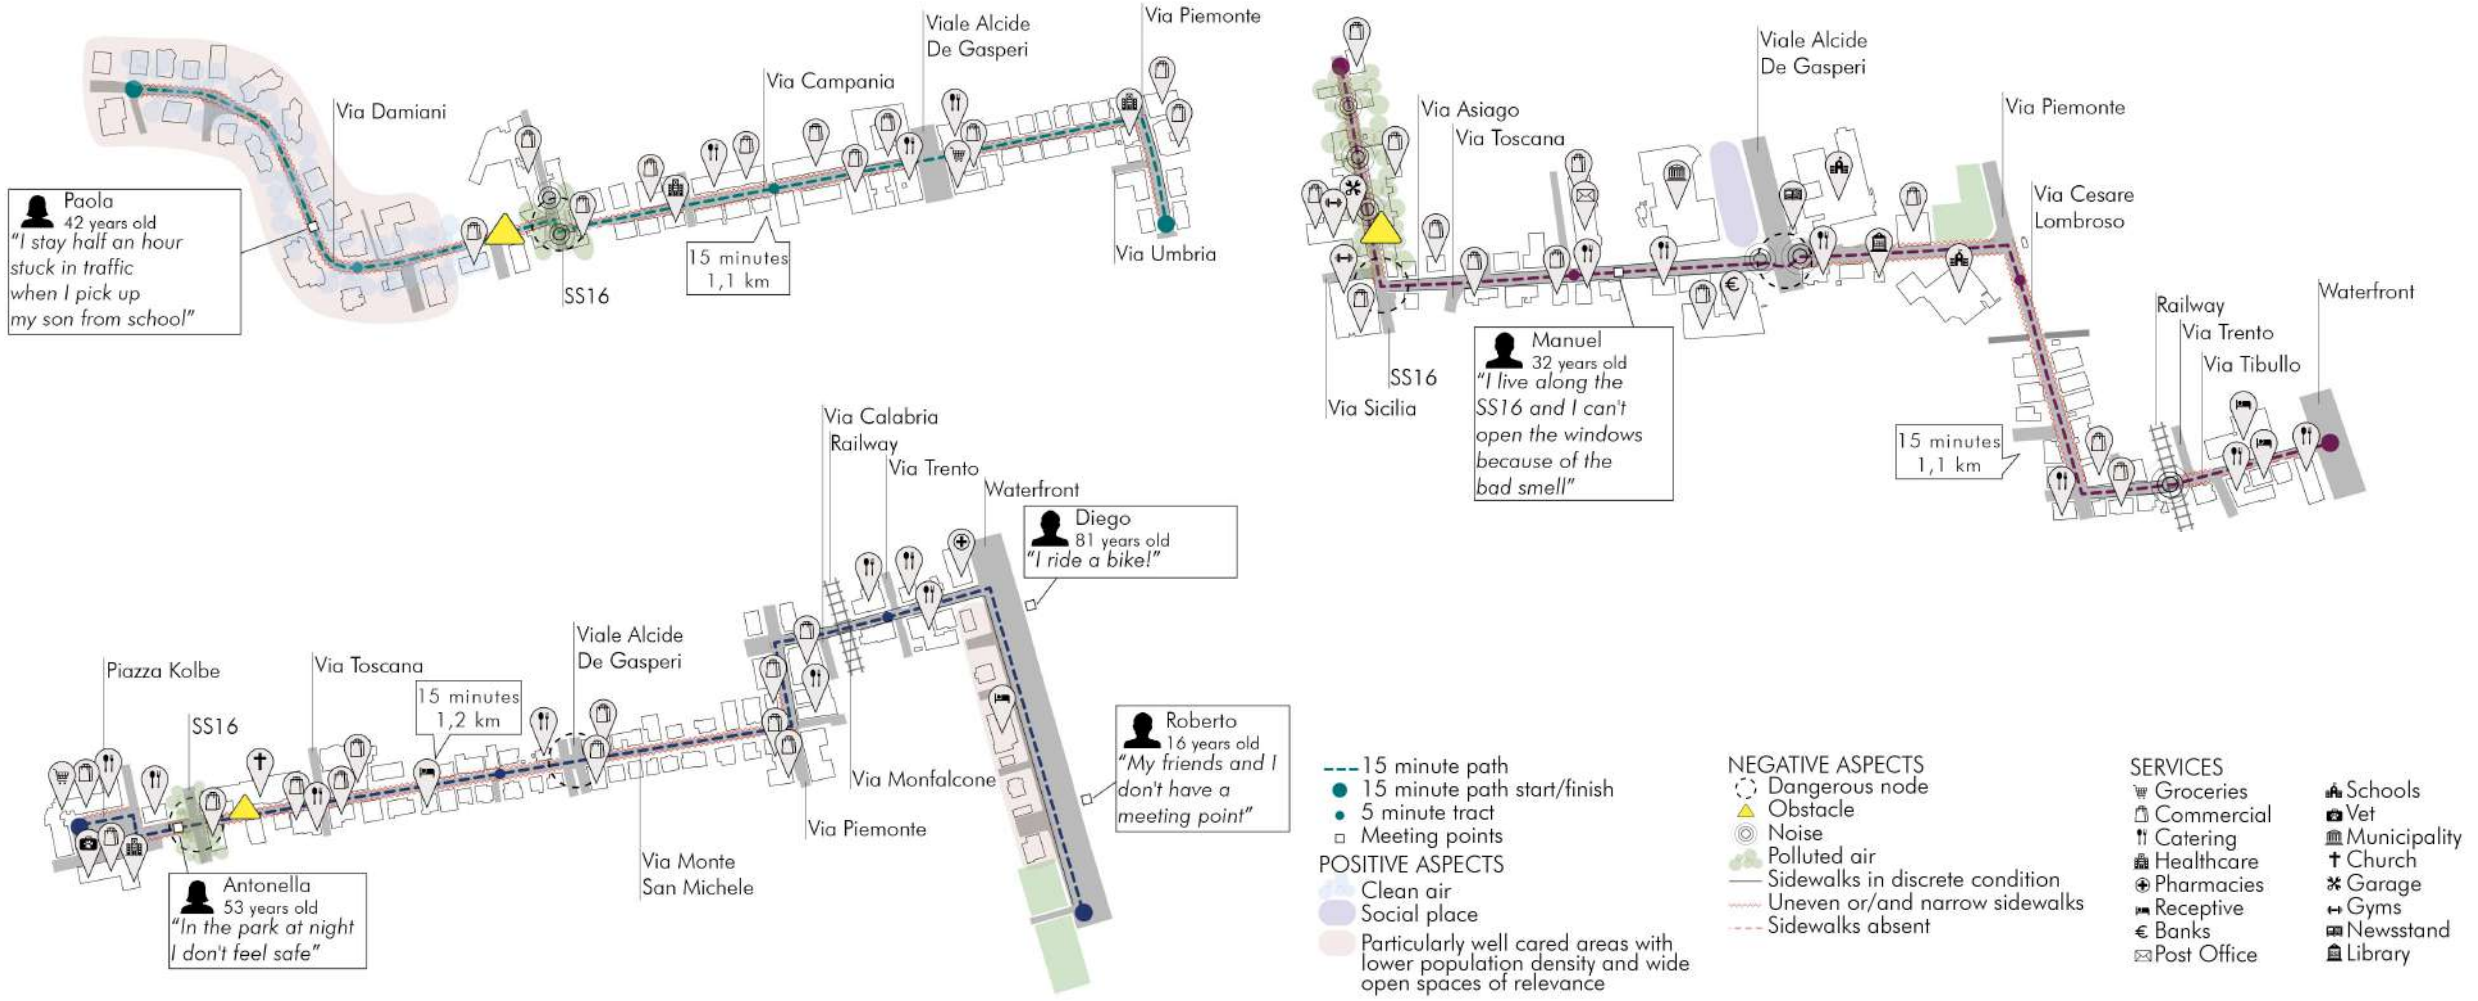 Via Damiani
Via Campania
Viale Alcide
De Gasperi
Via Piemonte
Paola
42 years old
"I stay half an hour
stuck in traffic
when I pick up
my son from school"
SS16
15 minutes
1,1 km
Via Umbria
Via Asiago
Via Toscana
Viale Alcide
De Gasperi
Via Piemonte
Via Cesare
Lombroso
Via Sicilia
SS16
Manuel
32 years old
"I live along the
SS16 and I can't
open the windows
because of the
bad smell"
15 minutes
1,1 km
Railway
Via Trento
Via Tibullo
Waterfront
Piazza Kolbe
SS16
Via Toscana
15 minutes
1,2 km
Viale Alcide
De Gasperi
Via Calabria
Railway
Via Trento
Waterfront
Diego
81 years old
"I ride a bike!"
Antonella
53 years old
"In the park at night
I don't feel safe"
Via Monte
San Michele
Via Piemonte
Via Monfalcone
Roberto
16 years old
"My friends and I
don't have a
meeting point"
15 minute path
15 minute path start/finish
5 minute tract
Meeting points
POSITIVE ASPECTS
Clean air
Social place
Particularly well cared areas with
lower population density and wide
open spaces of relevance
NEGATIVE ASPECTS
Dangerous node
Obstacle
Noise
Polluted air
Sidewalks in discrete condition
Uneven or/and narrow sidewalks
Sidewalks absent
SERVICES
Groceries
Commercial
Catering
Healthcare
Pharmacies
Receptive
€ Banks
Post Office
Schools
Vet
Municipality
Church
Garage
Gyms
Newsstand
Library